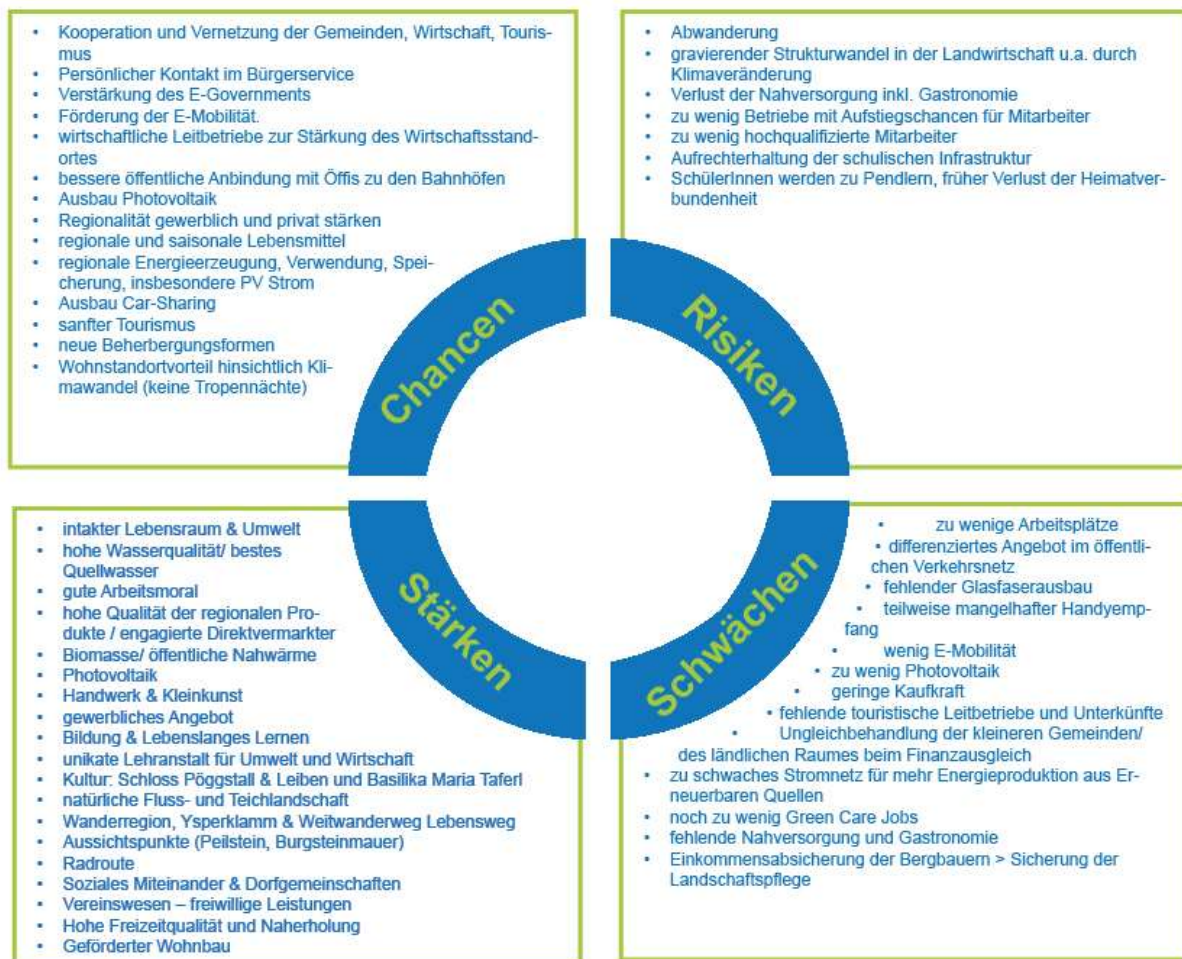 • Kooperation und Vernetzung der Gemeinden, Wirtschaft, Touris-
mus
• Persönlicher Kontakt im Bürgerservice
• Verstärkung des E-Governments
• Förderung der E-Mobilität.
• wirtschaftliche Leitbetriebe zur Stärkung des Wirtschaftsstand-
ortes
• bessere öffentliche Anbindung mit Öffis zu den Bahnhöfen
• Ausbau Photovoltaik
• Regionalität gewerblich und privat stärken
• regionale und saisonale Lebensmittel
• regionale Energieerzeugung, Verwendung, Spei-
cherung, insbesondere PV Strom
• Ausbau Car-Sharing
• sanfter Tourismus
• neue Beherbergungsformen
• Wohnstandortvorteil hinsichtlich Kli-
mawandel (keine Tropennächte)
Chancen
• Abwanderung
• gravierender Strukturwandel in der Landwirtschaft u.a. durch
Klimaveränderung
• Verlust der Nahversorgung inkl. Gastronomie
• zu wenig Betriebe mit Aufstiegschancen für Mitarbeiter
• zu wenig hochqualifizierte Mitarbeiter
• Aufrechterhaltung der schulischen Infrastruktur
• SchülerInnen werden zu Pendlern, früher Verlust der Heimatver-
bundenheit
Risiken
• intakter Lebensraum & Umwelt
• hohe Wasserqualität/ bestes
Quellwasser
• gute Arbeitsmoral
• hohe Qualität der regionalen Pro-
dukte / engagierte Direktvermarkter
• Biomasse/ öffentliche Nahwärme
• Photovoltaik
• Handwerk & Kleinkunst
• gewerbliches Angebot
• Bildung & Lebenslanges Lernen
• unikate Lehranstalt für Umwelt und Wirtschaft
• Kultur: Schloss Pöggstall & Leiben und Basilika Maria Taferl
• natürliche Fluss- und Teichlandschaft
• Wanderregion, Ysperklamm & Weitwanderweg Lebensweg
• Aussichtspunkte (Peilstein, Burgsteinmauer)
• Radroute
• Soziales Miteinander & Dorfgemeinschaften
• Vereinswesen – freiwillige Leistungen
• Hohe Freizeitqualität und Naherholung
• Geförderter Wohnbau
Stärken
• zu wenige Arbeitsplätze
• differenziertes Angebot im öffentli-
chen Verkehrsnetz
• fehlender Glasfaserausbau
• teilweise mangelhafter Handyemp-
fang
• wenig E-Mobilität
• zu wenig Photovoltaik
• geringe Kaufkraft
• fehlende touristische Leitbetriebe und Unterkünfte
• Ungleichbehandlung der kleineren Gemeinden/
des ländlichen Raumes beim Finanzausgleich
• zu schwaches Stromnetz für mehr Energieproduktion aus Er-
neuerbaren Quellen
• noch zu wenig Green Care Jobs
• fehlende Nahversorgung und Gastronomie
• Einkommensabsicherung der Bergbauern > Sicherung der
Landschaftspflege
Schwächen